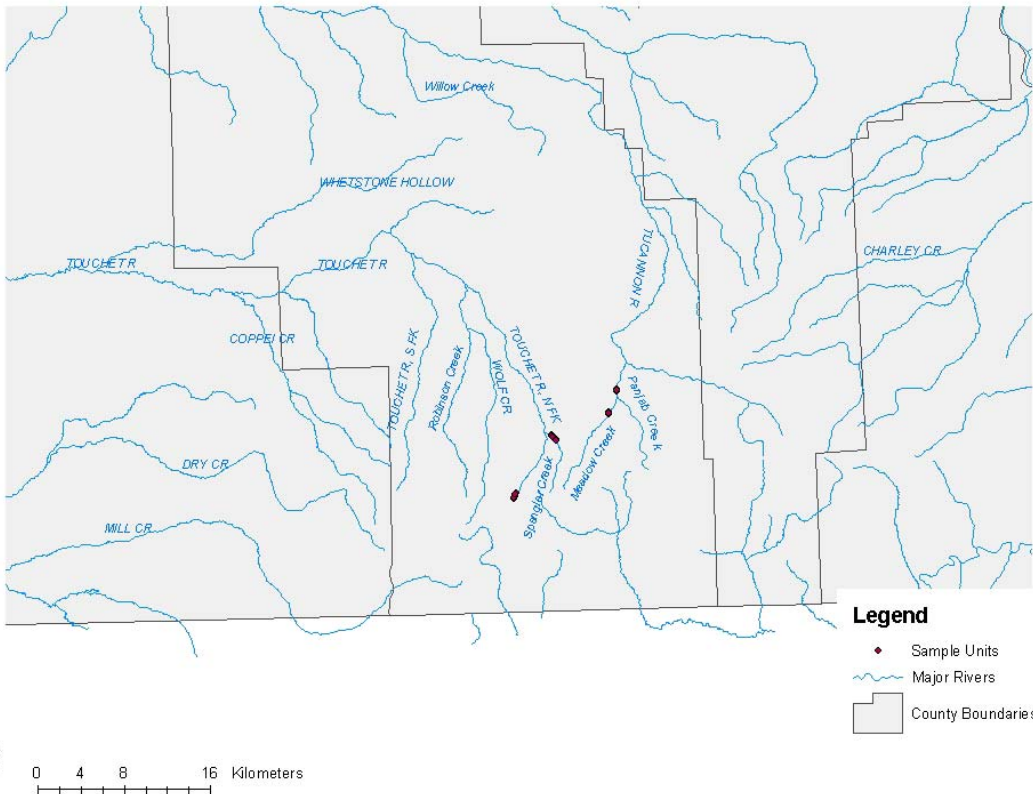 Willow Creek
WHETSTONE HOLLOW
TOUCHET R
TOUCHET R
TUCANNON R
CHARLEY CR
COPPEI CR
TOUCHET R, S FK
Robinson Creek
WOLF CR
TOUCHET R, N FK
Panjab Creek
Meadow Creek
Spangler Creek
DRY CR
MILL CR
Legend
Sample Units
Major Rivers
County Boundaries
0 4 8 16 Kilometers